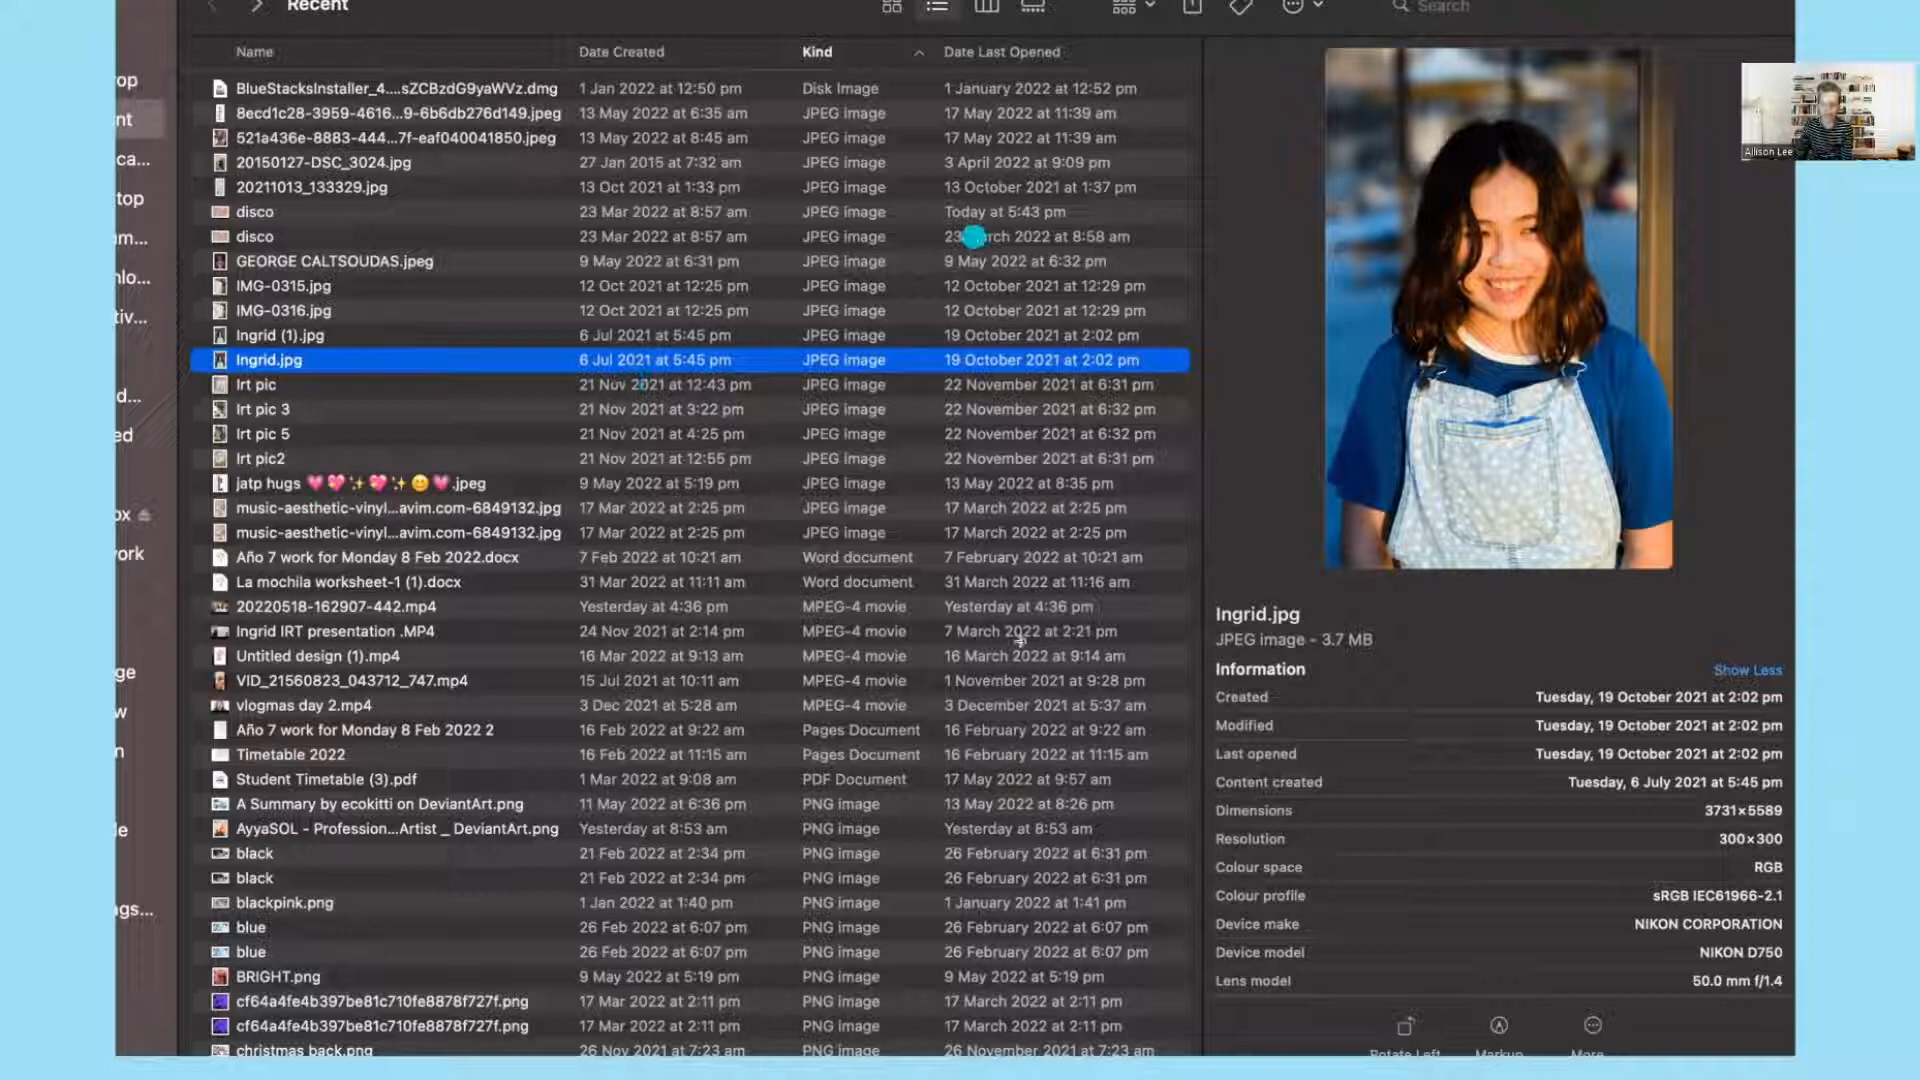 Recent
Search
Name Date Created Kind Date Last Opened
BlueStacksInstaller_4....sZCBzdG9yaWVz.dmg 1 Jan 2022 at 12:50 pm Disk Image 1 January 2022 at 12:52 pm
8ecd1c28-3959-4616...9-6b6db276d149.jpeg 13 May 2022 at 6:35 am JPEG image 17 May 2022 at 11:39 am
521a436e-8883-444...7f-eaf040041850.jpeg 13 May 2022 at 8:45 am JPEG image 17 May 2022 at 11:39 am
20150127-DSC_3024.jpg 27 Jan 2015 at 7:32 am JPEG image 3 April 2022 at 9:09 pm
20211013_133329.jpg 13 Oct 2021 at 1:33 pm JPEG image 13 October 2021 at 1:37 pm
disco 23 Mar 2022 at 8:57 am JPEG image Today at 5:43 pm
disco 23 Mar 2022 at 8:57 am JPEG image 23 March 2022 at 8:58 am
GEORGE CALTSOUDAS.jpeg 9 May 2022 at 6:31 pm JPEG image 9 May 2022 at 6:32 pm
IMG-0315.jpg 12 Oct 2021 at 12:25 pm JPEG image 12 October 2021 at 12:29 pm
IMG-0316.jpg 12 Oct 2021 at 12:25 pm JPEG image 12 October 2021 at 12:29 pm
Ingrid (1).jpg 6 Jul 2021 at 5:45 pm JPEG image 19 October 2021 at 2:02 pm
Ingrid.jpg 6 Jul 2021 at 5:45 pm JPEG image 19 October 2021 at 2:02 pm
Irt pic 21 Nov 2021 at 12:43 pm JPEG image 22 November 2021 at 6:31 pm
Irt pic 3 21 Nov 2021 at 3:22 pm JPEG image 22 November 2021 at 6:32 pm
Irt pic 5 21 Nov 2021 at 4:25 pm JPEG image 22 November 2021 at 6:32 pm
Irt pic2 21 Nov 2021 at 12:55 pm JPEG image 22 November 2021 at 6:31 pm
jatp hugs 💗💖✨💖✨😊💗.jpeg 9 May 2022 at 5:19 pm JPEG image 13 May 2022 at 8:35 pm
music-aesthetic-vinyl...avim.com-6849132.jpg 17 Mar 2022 at 2:25 pm JPEG image 17 March 2022 at 2:25 pm
music-aesthetic-vinyl...avim.com-6849132.jpg 17 Mar 2022 at 2:25 pm JPEG image 17 March 2022 at 2:25 pm
Año 7 work for Monday 8 Feb 2022.docx 7 Feb 2022 at 10:21 am Word document 7 February 2022 at 10:21 am
La mochila worksheet-1 (1).docx 31 Mar 2022 at 11:11 am Word document 31 March 2022 at 11:16 am
20220518-162907-442.mp4 Yesterday at 4:36 pm MPEG-4 movie Yesterday at 4:36 pm
Ingrid IRT presentation .MP4 24 Nov 2021 at 2:14 pm MPEG-4 movie 7 March 2022 at 2:21 pm
Untitled design (1).mp4 16 Mar 2022 at 9:13 am MPEG-4 movie 16 March 2022 at 9:14 am
VID_21560823_043712_747.mp4 15 Jul 2021 at 10:11 am MPEG-4 movie 1 November 2021 at 9:28 pm
vlogmas day 2.mp4 3 Dec 2021 at 5:28 am MPEG-4 movie 3 December 2021 at 5:37 am
Año 7 work for Monday 8 Feb 2022 2 16 Feb 2022 at 9:22 am Pages Document 16 February 2022 at 9:22 am
Timetable 2022 16 Feb 2022 at 11:15 am Pages Document 16 February 2022 at 11:15 am
Student Timetable (3).pdf 1 Mar 2022 at 9:08 am PDF Document 17 May 2022 at 9:57 am
A Summary by ecokitti on DeviantArt.png 11 May 2022 at 6:36 pm PNG image 13 May 2022 at 8:26 pm
AyyaSOL - Profession...Artist _ DeviantArt.png Yesterday at 8:53 am PNG image Yesterday at 8:53 am
black 21 Feb 2022 at 2:34 pm PNG image 26 February 2022 at 6:31 pm
black 21 Feb 2022 at 2:34 pm PNG image 26 February 2022 at 6:31 pm
blackpink.png 1 Jan 2022 at 1:40 pm PNG image 1 January 2022 at 1:41 pm
blue 26 Feb 2022 at 6:07 pm PNG image 26 February 2022 at 6:07 pm
blue 26 Feb 2022 at 6:07 pm PNG image 26 February 2022 at 6:07 pm
BRIGHT.png 9 May 2022 at 5:19 pm PNG image 9 May 2022 at 5:19 pm
cf64a4fe4b397be81c710fe8878f727f.png 17 Mar 2022 at 2:11 pm PNG image 17 March 2022 at 2:11 pm
cf64a4fe4b397be81c710fe8878f727f.png 17 Mar 2022 at 2:11 pm PNG image 17 March 2022 at 2:11 pm
christmas back.png 26 Nov 2021 at 7:23 am PNG image 26 November 2021 at 7:23 am
Ingrid.jpg
JPEG image - 3.7 MB
Information Show Less
Created Tuesday, 19 October 2021 at 2:02 pm
Modified Tuesday, 19 October 2021 at 2:02 pm
Last opened Tuesday, 19 October 2021 at 2:02 pm
Content created Tuesday, 6 July 2021 at 5:45 pm
Dimensions 3731×5589
Resolution 300×300
Colour space RGB
Colour profile sRGB IEC61966-2.1
Device make NIKON CORPORATION
Device model NIKON D750
Lens model 50.0 mm f/1.4
Rotate Left Markup More
Allison Lee